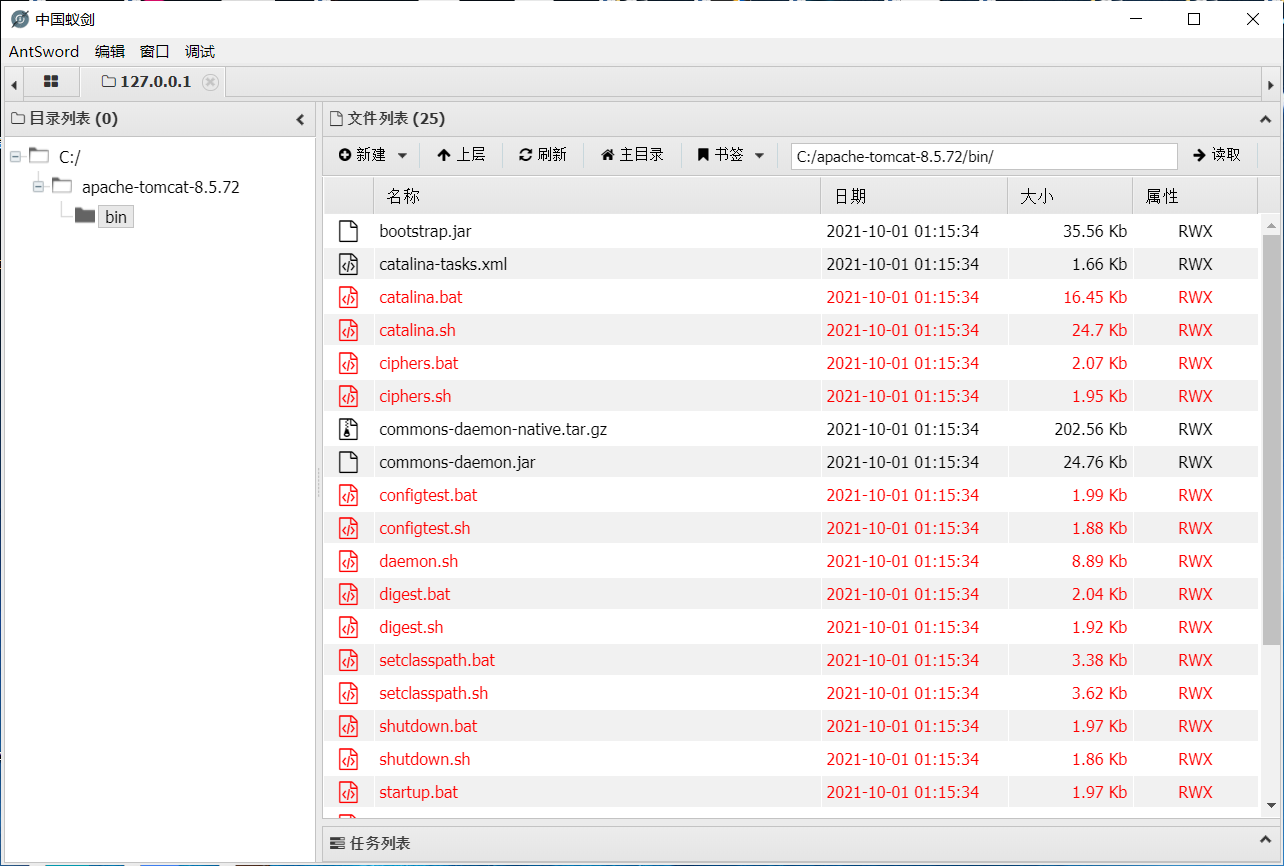 中国蚁剑
AntSword 编辑 窗口 调试
127.0.0.1
目录列表 (0)
C:/
apache-tomcat-8.5.72
bin
文件列表 (25)
新建 上层 刷新 主目录 书签 C:/apache-tomcat-8.5.72/bin/ 读取
名称 日期 大小 属性
bootstrap.jar 2021-10-01 01:15:34 35.56 Kb RWX
catalina-tasks.xml 2021-10-01 01:15:34 1.66 Kb RWX
catalina.bat 2021-10-01 01:15:34 16.45 Kb RWX
catalina.sh 2021-10-01 01:15:34 24.7 Kb RWX
ciphers.bat 2021-10-01 01:15:34 2.07 Kb RWX
ciphers.sh 2021-10-01 01:15:34 1.95 Kb RWX
commons-daemon-native.tar.gz 2021-10-01 01:15:34 202.56 Kb RWX
commons-daemon.jar 2021-10-01 01:15:34 24.76 Kb RWX
configtest.bat 2021-10-01 01:15:34 1.99 Kb RWX
configtest.sh 2021-10-01 01:15:34 1.88 Kb RWX
daemon.sh 2021-10-01 01:15:34 8.89 Kb RWX
digest.bat 2021-10-01 01:15:34 2.04 Kb RWX
digest.sh 2021-10-01 01:15:34 1.92 Kb RWX
setclasspath.bat 2021-10-01 01:15:34 3.38 Kb RWX
setclasspath.sh 2021-10-01 01:15:34 3.62 Kb RWX
shutdown.bat 2021-10-01 01:15:34 1.97 Kb RWX
shutdown.sh 2021-10-01 01:15:34 1.86 Kb RWX
startup.bat 2021-10-01 01:15:34 1.97 Kb RWX
任务列表